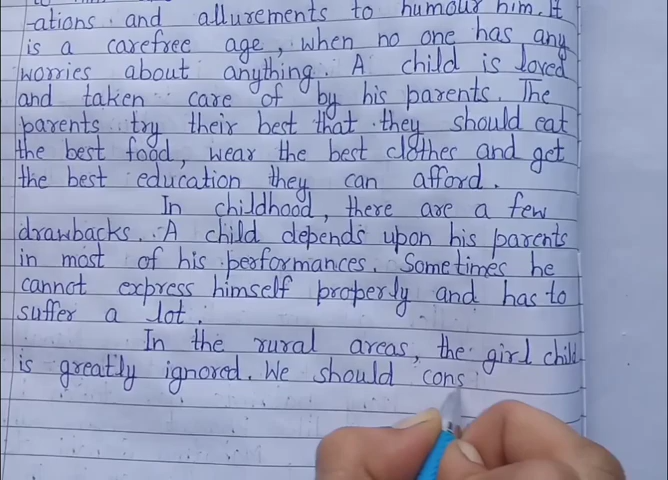 -ations and allurements to humour him. It
is a carefree age, when no one has any
worries about anything. A child is loved
and taken care of by his parents. The
parents try their best that they should eat
the best food, wear the best clothes and get
the best education they can afford.
In childhood, there are a few
drawbacks. A child depends upon his parents
in most of his performances. Sometimes he
cannot express himself properly and has to
suffer a lot.
In the rural areas, the girl child
is greatly ignored. We should cons